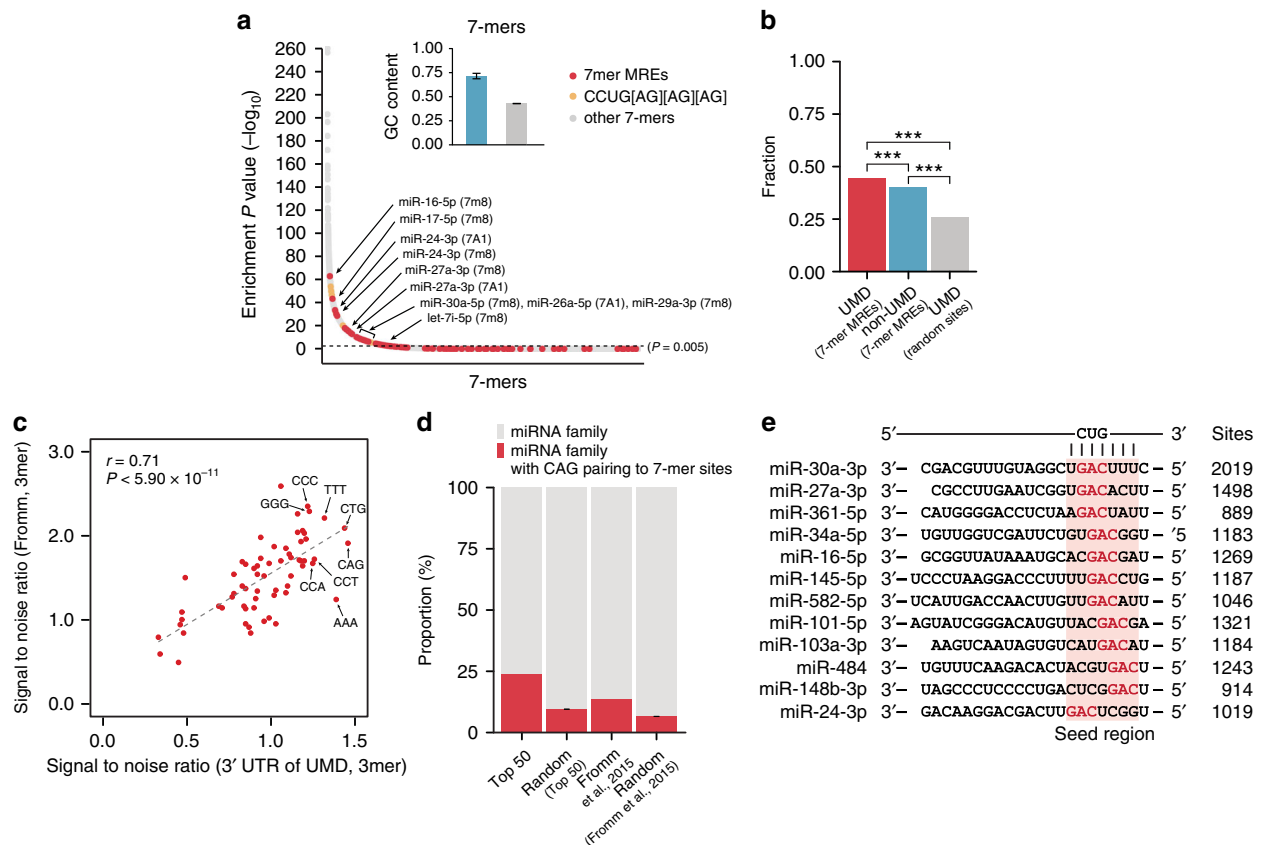 a
7-mers
Enrichment P value (–log10)
260
240
220
200
180
160
140
120
100
80
60
40
20
0
GC content
1.00
0.75
0.50
0.25
0.00
7mer MREs
CCUG[AG][AG][AG]
other 7-mers
miR-16-5p (7m8)
miR-17-5p (7m8)
miR-24-3p (7A1)
miR-24-3p (7m8)
miR-27a-3p (7m8)
miR-27a-3p (7A1)
miR-30a-5p (7m8), miR-26a-5p (7A1), miR-29a-3p (7m8)
let-7i-5p (7m8)
(P = 0.005)
7-mers
b
Fraction
1.00
0.75
0.50
0.25
0.00
***
*** ***
UMD
(7-mer MREs)
non-UMD
(7-mer MREs)
UMD
(random sites)
c
Signal to noise ratio (Fromm, 3mer)
3.0
2.0
1.0
0.0
r = 0.71
P < 5.90 × 10–11
CCC
TTT
GGG
CTG
CAG
CCT
CCA
AAA
0.0 0.5 1.0 1.5
Signal to noise ratio (3′ UTR of UMD, 3mer)
d
miRNA family
miRNA family
with CAG pairing to 7-mer sites
Proportion (%)
100
75
50
25
0
Top 50
Random
(Top 50)
Fromm
et al., 2015
Random
(Fromm et al., 2015)
e
5′ CUG 3′ Sites
miR-30a-3p 3′– CGACGUUUGUAGGCUGACUUUC – 5′ 2019
miR-27a-3p 3′– CGCCUUGAAUCGGUGACACUU – 5′ 1498
miR-361-5p 3′– CAUGGGGACCUCUAAGACUAUU – 5′ 889
miR-34a-5p 3′– UGUUGGUCGAUUCUGUGACGGU – ′5 1183
miR-16-5p 3′– GCGGUUAUAAAUGCACGACGAU – 5′ 1269
miR-145-5p 3′– UCCCUAAGGACCCUUUUGACCUG – 5′ 1187
miR-582-5p 3′– UCAUUGACCAACUUGUUGACAUU – 5′ 1046
miR-101-5p 3′– AGUAUCGGGACAUGUUACGACGA – 5′ 1321
miR-103a-3p 3′– AAGUCAAUAGUGUCAUGACAU – 5′ 1184
miR-484 3′– UGUUUCAAGACACUACGUGACU – 5′ 1243
miR-148b-3p 3′– UAGCCCUCCCCUGACUCGGACU – 5′ 914
miR-24-3p 3′– GACAAGGACGACUUGACUCGGU – 5′ 1019
Seed region